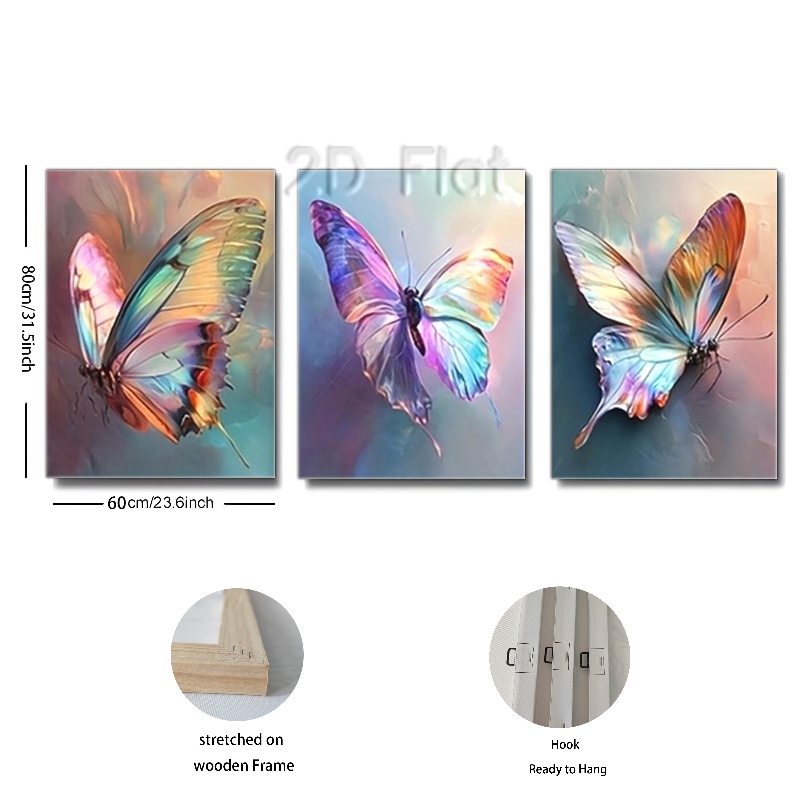 2D Flat
80cm/31.5inch
60cm/23.6inch
stretched on
wooden Frame
Hook
Ready to Hang